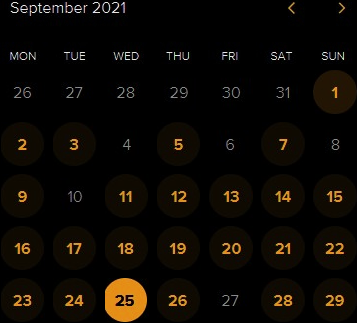 September 2021
MON TUE WED THU FRI SAT SUN
26 27 28 29 30 31 1
2 3 4 5 6 7 8
9 10 11 12 13 14 15
16 17 18 19 20 21 22
23 24 25 26 27 28 29